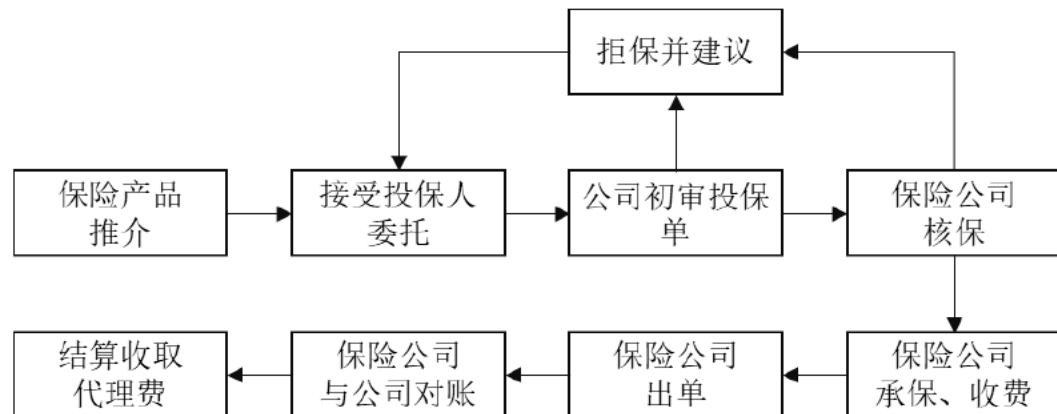 拒保并建议
保险产品
推介
接受投保人
委托
公司初审投保
单
保险公司
核保
结算收取
代理费
保险公司
与公司对账
保险公司
出单
保险公司
承保、收费